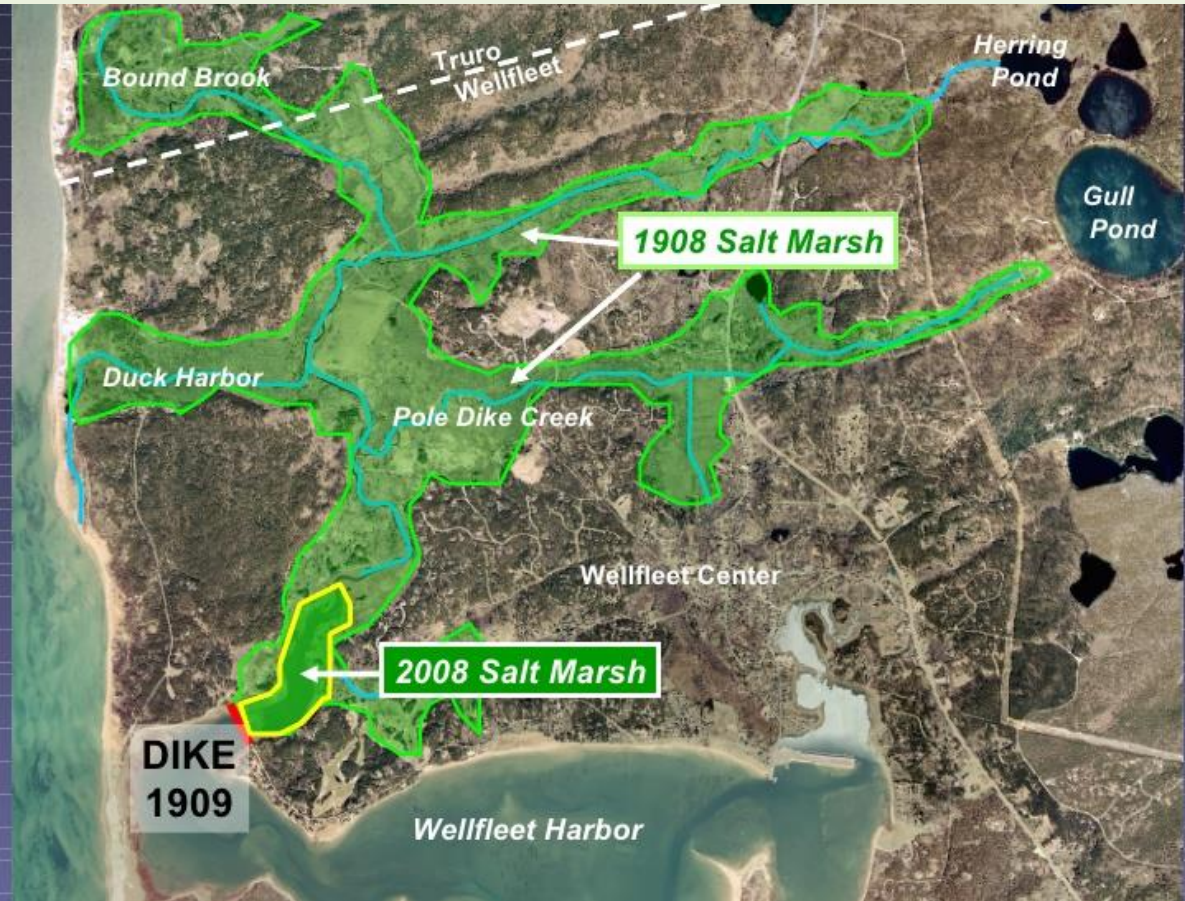 Truro
Wellfleet
Herring
Pond
Bound Brook
Gull
Pond
1908 Salt Marsh
Duck Harbor
Pole Dike Creek
Wellfleet Center
2008 Salt Marsh
DIKE
1909
Wellfleet Harbor